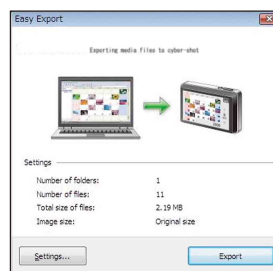 Easy Export
Exporting media files to cyber-shot
Settings
Number of folders: 1
Number of files: 11
Total size of files: 2.19 MB
Image size: Original size
Settings...
Export